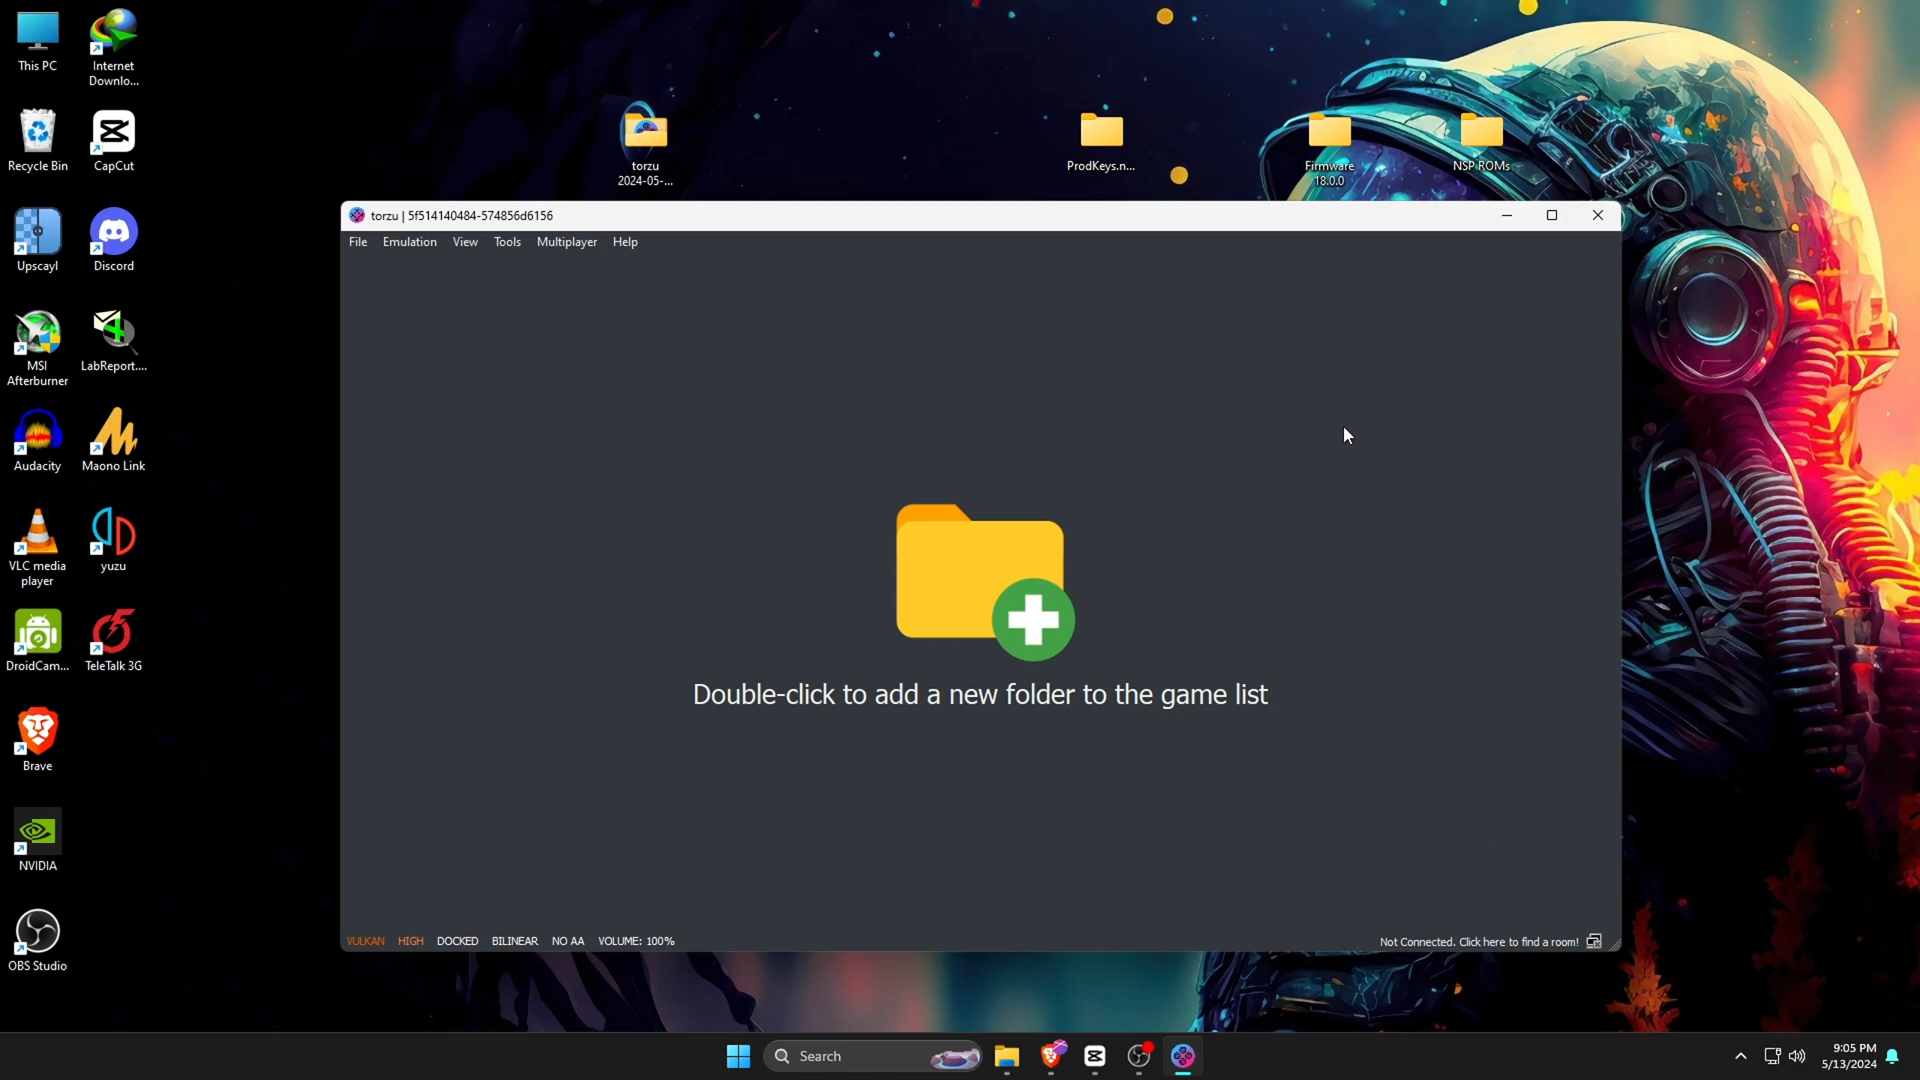 This PC
Internet
Downlo...
Recycle Bin
CapCut
Upscayl
Discord
MSI
Afterburner
LabReport....
Audacity
Maono Link
VLC media
player
yuzu
DroidCam...
TeleTalk 3G
Brave
NVIDIA
OBS Studio
torzu
2024-05-...
ProdKeys.n...
Firmware
18.0.0
NSP ROMs
torzu | 5f514140484-574856d6156
File Emulation View Tools Multiplayer Help
Double-click to add a new folder to the game list
VULKAN HIGH DOCKED BILINEAR NO AA VOLUME: 100%
Not Connected. Click here to find a room!
Search
9:05 PM
5/13/2024